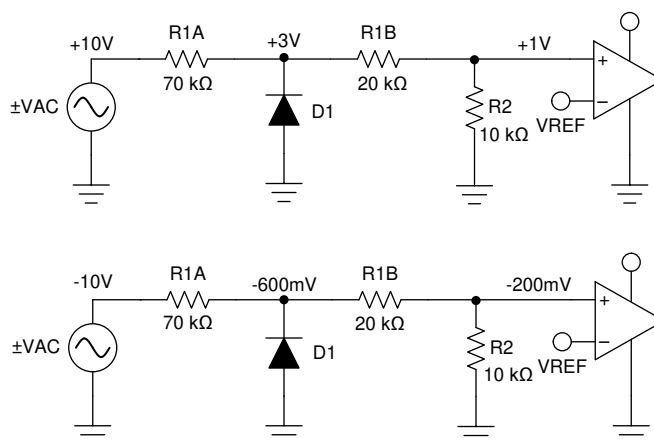 +10V R1A +3V R1B +1V
70 kΩ 20 kΩ
±VAC D1 R2 10 kΩ VREF
+
−
-10V R1A -600mV R1B -200mV
70 kΩ 20 kΩ
±VAC D1 R2 10 kΩ VREF
+
−